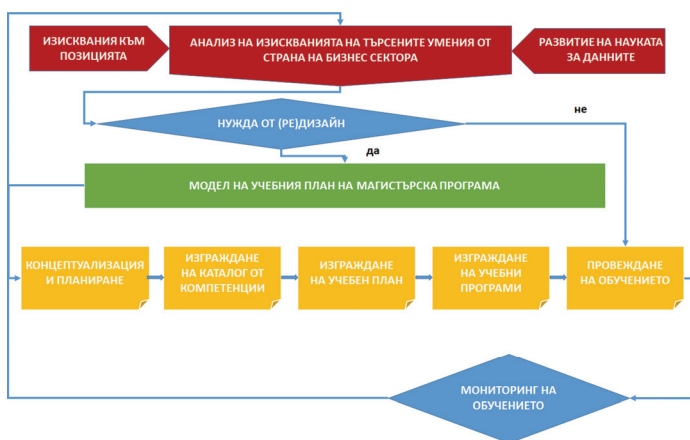 ИЗИСКВАНИЯ КЪМ
ПОЗИЦИЯТА
АНАЛИЗ НА ИЗИСКВАНИЯТА НА ТЪРСЕНИТЕ УМЕНИЯ ОТ
СТРАНА НА БИЗНЕС СЕКТОРА
РАЗВИТИЕ НА НАУКАТА
ЗА ДАННИТЕ
НУЖДА ОТ (РЕ)ДИЗАЙН
не
да
МОДЕЛ НА УЧЕБНИЯ ПЛАН НА МАГИСТЪРСКА ПРОГРАМА
КОНЦЕПТУАЛИЗАЦИЯ
И ПЛАНИРАНЕ
ИЗГРАЖДАНЕ
НА КАТАЛОГ ОТ
КОМПЕТЕНЦИИ
ИЗГРАЖДАНЕ
НА УЧЕБЕН ПЛАН
ИЗГРАЖДАНЕ
НА УЧЕБНИ
ПРОГРАМИ
ПРОВЕЖДАНЕ
НА ОБУЧЕНИЕТО
МОНИТОРИНГ НА
ОБУЧЕНИЕТО